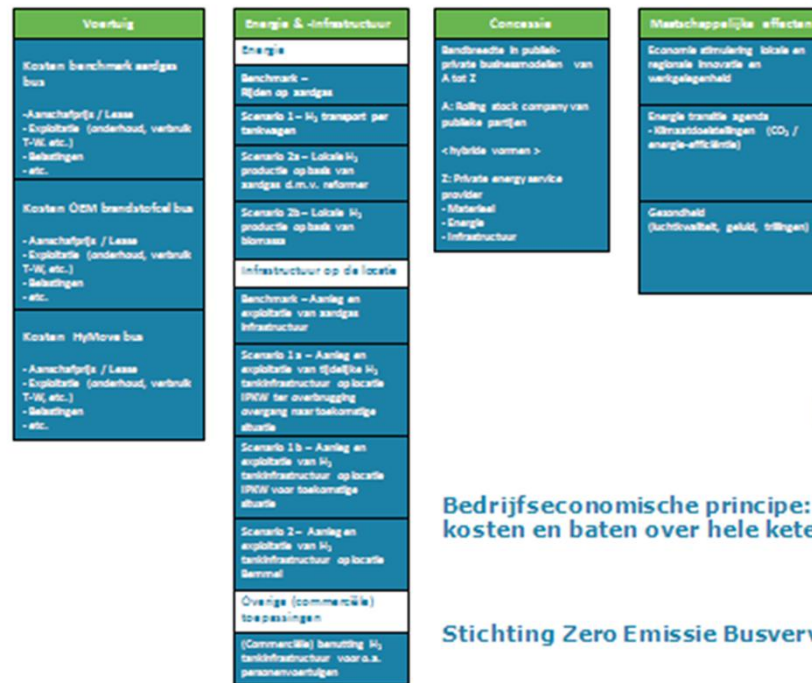 Voertuig
Kosten benchmark aardgas
bus
-Aanschafprijs / Lease
- Exploitatie (onderhoud, verbruik
T-W, etc.)
- Belastingen
- etc.
Kosten OEM brandstofcel bus
- Aanschafprijs / Lease
- Exploitatie (onderhoud, verbruik
T-W, etc.)
- Belastingen
- etc.
Kosten HyMove bus
- Aanschafprijs / Lease
- Exploitatie (onderhoud, verbruik
T-W, etc.)
- Belastingen
- etc.
Energie & -Infrastructuur
Energie
Benchmark –
Rijden op aardgas
Scenario 1 – H₂ transport per
tankwagen
Scenario 2a – Lokale H₂
productie op basis van
aardgas d.m.v. reformer
Scenario 2b – Lokale H₂
productie op basis van
biomassa
Infrastructuur op de locatie
Benchmark – Aanleg en
exploitatie van aardgas
infrastructuur
Scenario 1a – Aanleg en
exploitatie van tijdelijke H₂
tankinfrastructuur op locatie
IPKW ter overbrugging
overgang naar toekomstige
situatie
Scenario 1b – Aanleg en
exploitatie van H₂
tankinfrastructuur op locatie
IPKW voor toekomstige
situatie
Scenario 2 – Aanleg en
exploitatie van H₂
tankinfrastructuur op locatie
Bemmel
Overige (commerciële)
toepassingen
(Commerciële) benutting H₂
tankinfrastructuur voor o.a.
personenvoertuigen
Concessie
Bandbreedte in publiek-
private businessmodellen van
A tot Z
A: Rolling stock company van
publieke partijen
< hybride vormen >
Z: Private energy service
provider
- Materieel
- Energie
- Infrastructuur
Maatschappelijke effecten
Economie stimulering lokale en
regionale innovatie en
werkgelegenheid
Energie transitie agenda
- Klimaatdoelstellingen (CO₂ /
energie-efficiëntie)
Gezondheid
(luchtkwaliteit, geluid, trillingen)
Bedrijfseconomische principe:
kosten en baten over hele kete
Stichting Zero Emissie Busverv